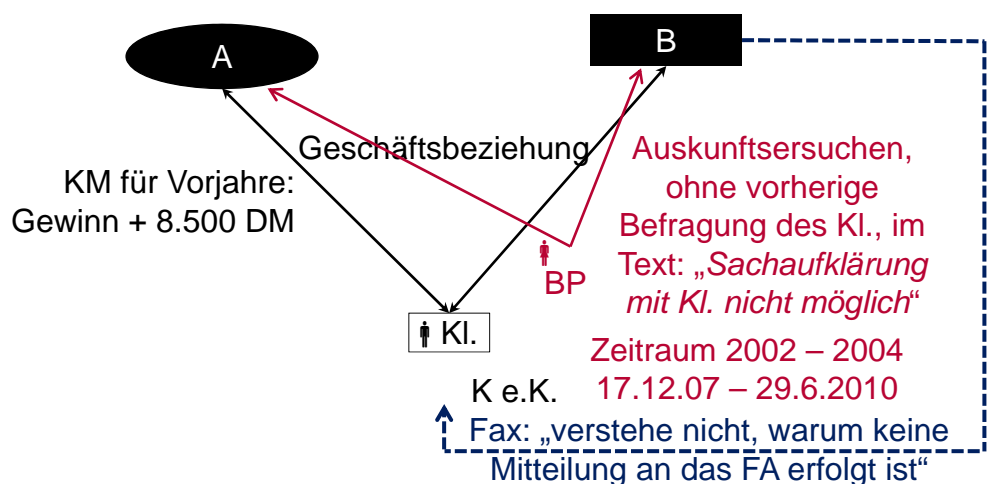 A
B
Geschäftsbeziehung
KM für Vorjahre:
Gewinn + 8.500 DM
Auskunftsersuchen,
ohne vorherige
Befragung des Kl., im
Text: „Sachaufklärung
mit Kl. nicht möglich“
BP
Kl.
Zeitraum 2002 – 2004
K e.K.
17.12.07 – 29.6.2010
Fax: „verstehe nicht, warum keine
Mitteilung an das FA erfolgt ist“